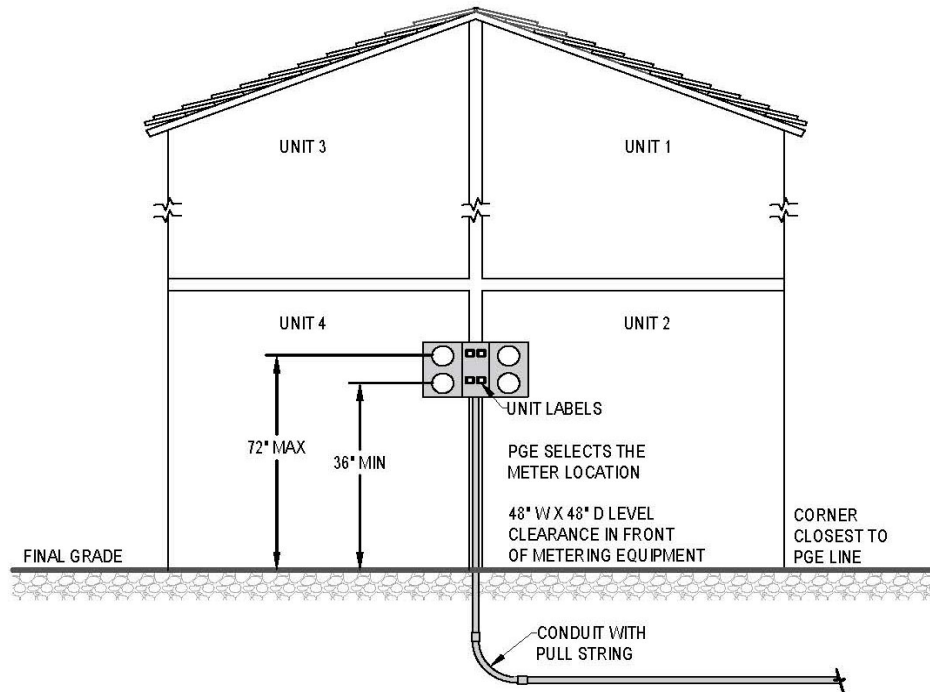 UNIT 3
UNIT 1
UNIT 4
UNIT 2
UNIT LABELS
72" MAX
36" MIN
PGE SELECTS THE
METER LOCATION
48" W X 48" D LEVEL
CLEARANCE IN FRONT
OF METERING EQUIPMENT
CORNER
CLOSEST TO
PGE LINE
FINAL GRADE
CONDUIT WITH
PULL STRING